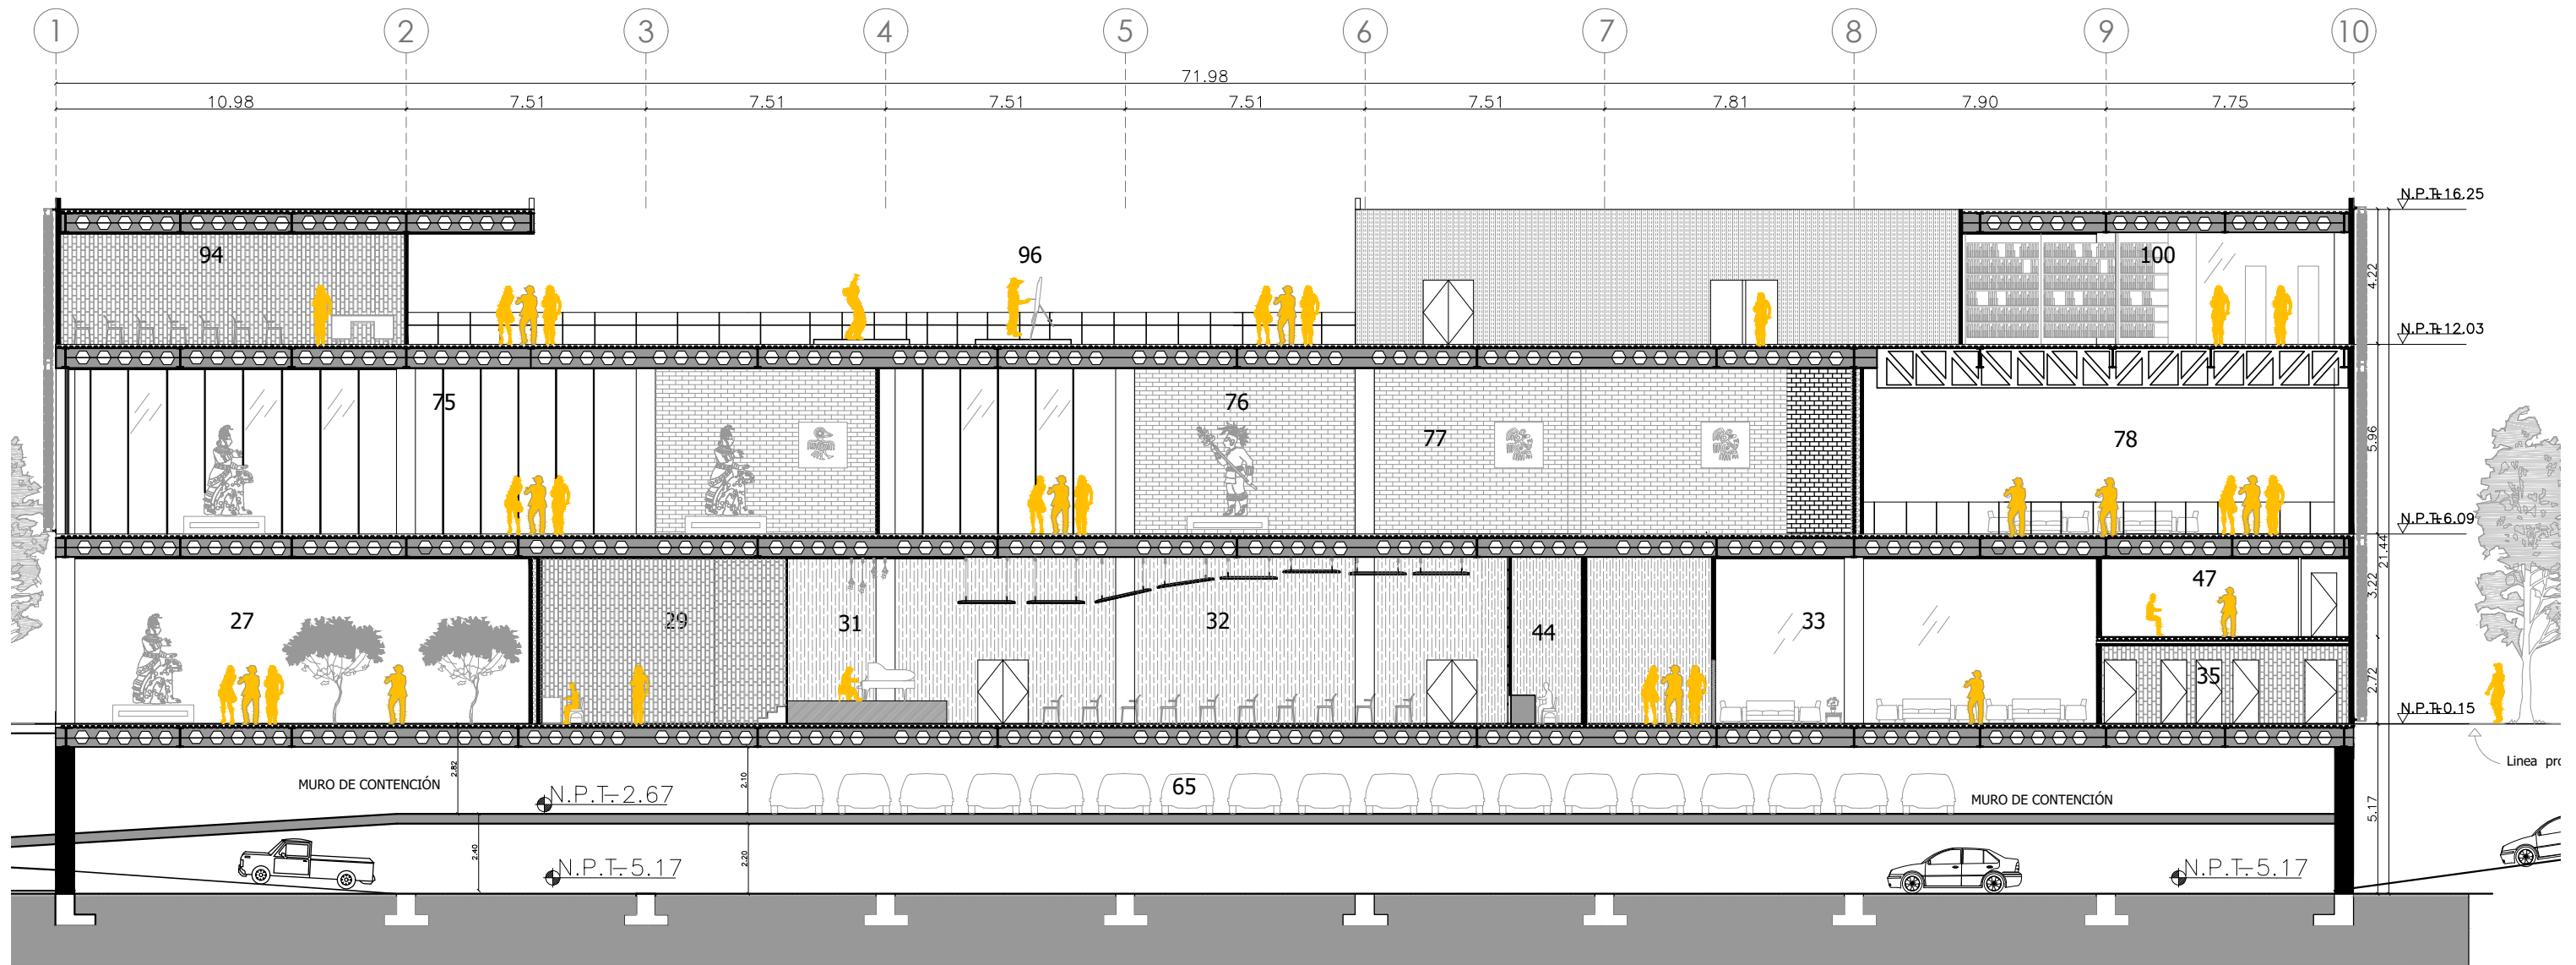 1 2 3 4 5 6 7 8 9 10
71.98
10.98 7.51 7.51 7.51 7.51 7.51 7.81 7.90 7.75
N.P.T.+16.25
94 96 100
4.22
N.P.T.+12.03
75 76 77 78
5.96
N.P.T.+6.09
21.44
27 29 31 32 44 33 47 35
3.22
2.72
N.P.T.+0.15
Linea pro
MURO DE CONTENCIÓN
2.82
N.P.T.-2.67
2.10
65
MURO DE CONTENCIÓN
5.17
2.40
N.P.T.-5.17
2.20
N.P.T.-5.17